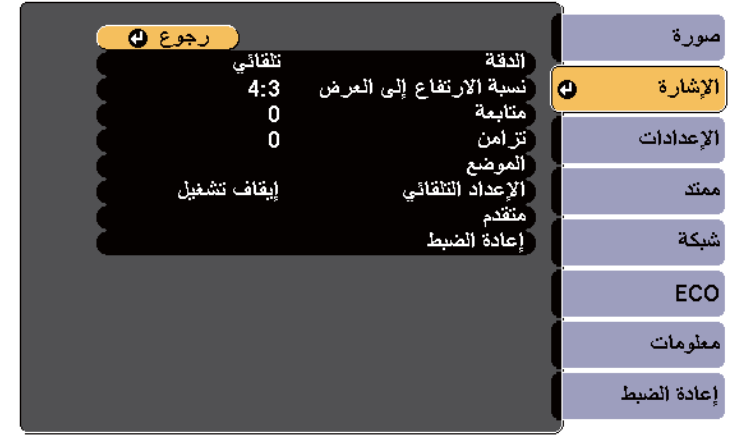 صورة
الإشارة
الإعدادات
ممتد
شبكة
ECO
معلومات
إعادة الضبط
رجوع
الدقة تلقائي
نسبة الارتفاع إلى العرض 4:3
متابعة 0
تزامن 0
الموضع
الإعداد التلقائي إيقاف تشغيل
متقدم
إعادة الضبط